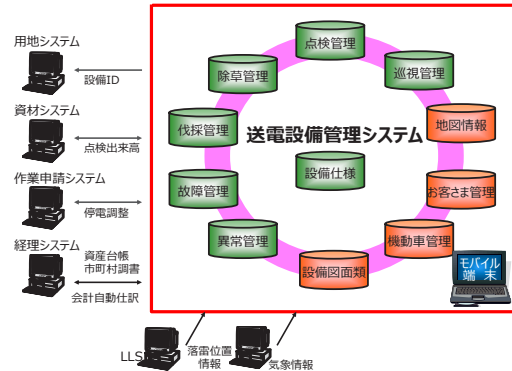 用地システム
設備ID
資材システム
点検出来高
作業申請システム
停電調整
経理システム
資産台帳
市町村調書
会計自動仕訳
点検管理
除草管理
巡視管理
伐採管理
地図情報
送電設備管理システム
設備仕様
故障管理
お客さま管理
異常管理
機動車管理
設備図面類
モバイル
端 末
落雷位置
情報
気象情報